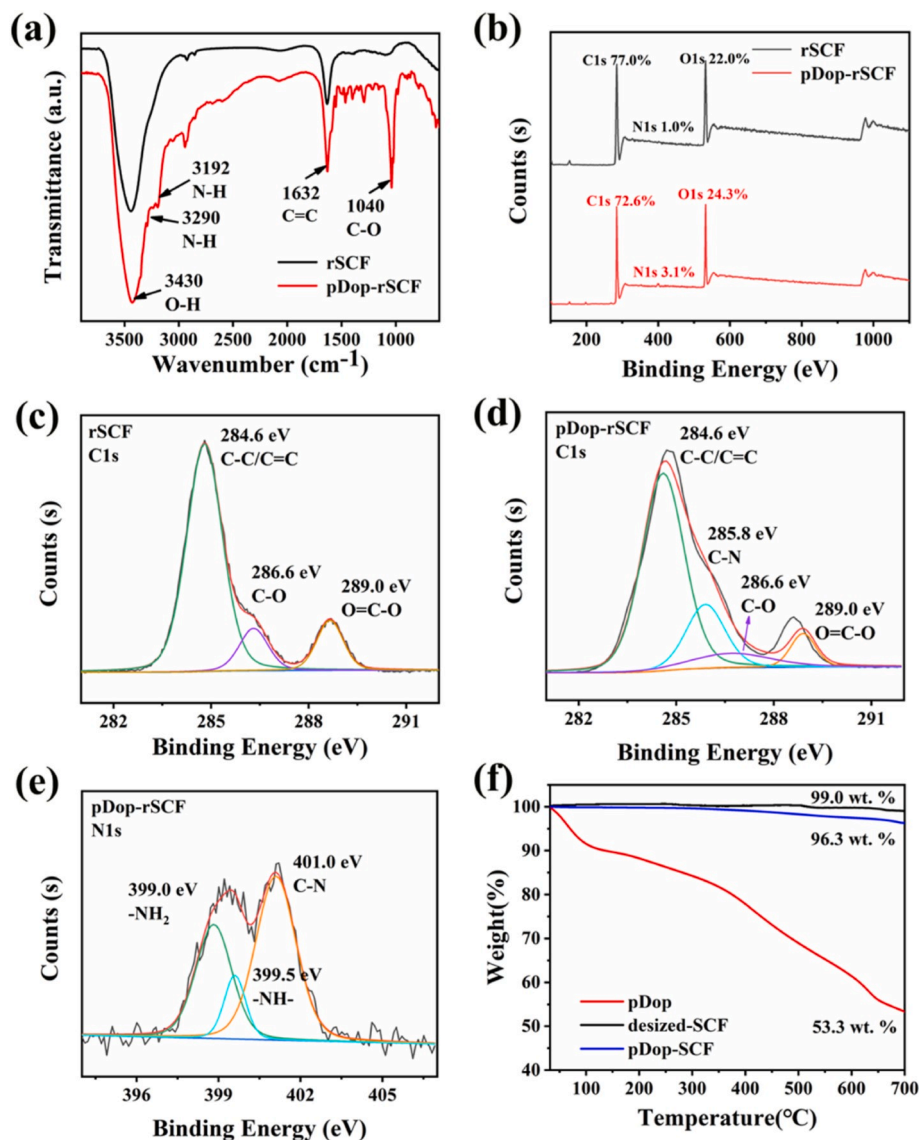 (a)
Transmittance (a.u.)
3192
N-H
3290
N-H
3430
O-H
1632
C=C
1040
C-O
rSCF
pDop-rSCF
3500 3000 2500 2000 1500 1000
Wavenumber (cm-1)
(b)
Counts (s)
rSCF
pDop-rSCF
C1s 77.0%
O1s 22.0%
N1s 1.0%
C1s 72.6%
O1s 24.3%
N1s 3.1%
200 400 600 800 1000
Binding Energy (eV)
(c)
Counts (s)
rSCF
C1s
284.6 eV
C-C/C=C
286.6 eV
C-O
289.0 eV
O=C-O
282 285 288 291
Binding Energy (eV)
(d)
Counts (s)
pDop-rSCF
C1s
284.6 eV
C-C/C=C
285.8 eV
C-N
286.6 eV
C-O
289.0 eV
O=C-O
282 285 288 291
Binding Energy (eV)
(e)
Counts (s)
pDop-rSCF
N1s
399.0 eV
-NH2
401.0 eV
C-N
399.5 eV
-NH-
396 399 402 405
Binding Energy (eV)
(f)
Weight(%)
110
100
90
80
70
60
50
40
99.0 wt. %
96.3 wt. %
53.3 wt. %
pDop
desized-SCF
pDop-SCF
100 200 300 400 500 600 700
Temperature(°C)